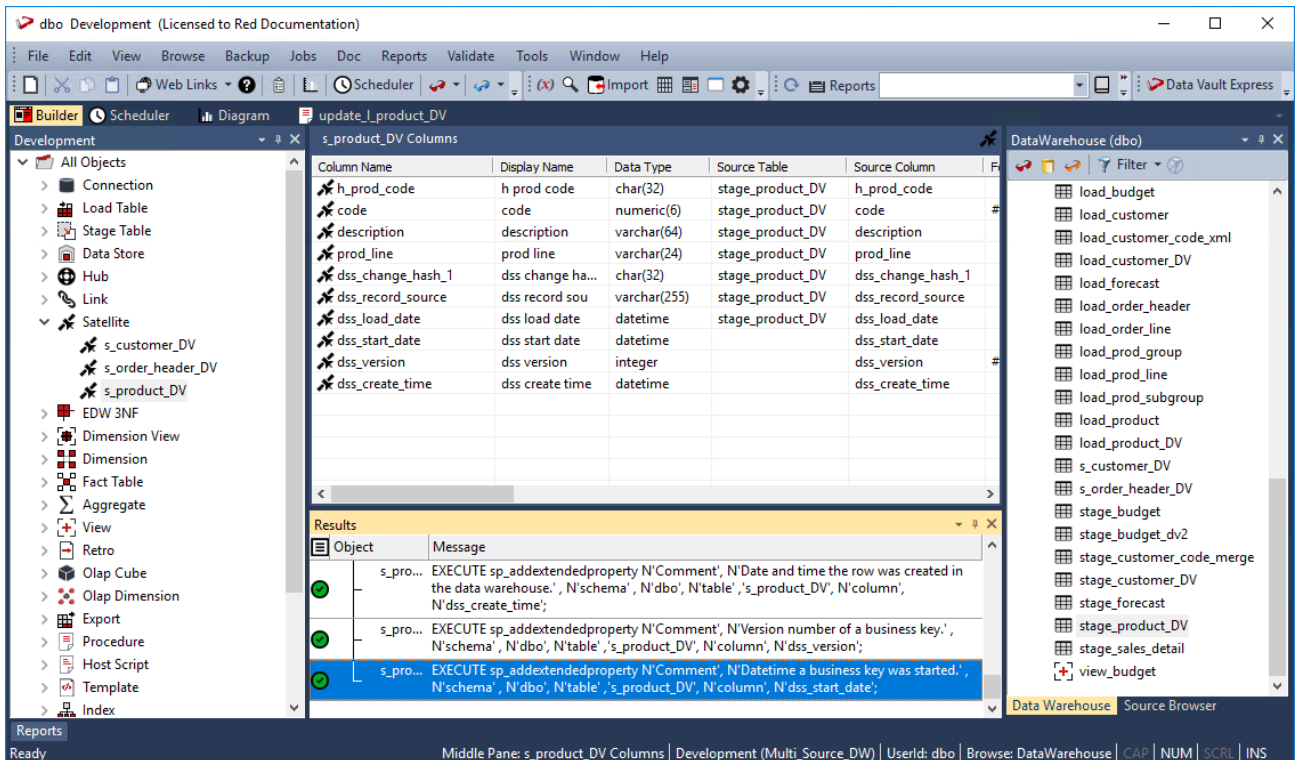 dbo Development (Licensed to Red Documentation)
File Edit View Browse Backup Jobs Doc Reports Validate Tools Window Help
Web Links Scheduler (x) Import Reports Data Vault Express
Builder Scheduler Diagram update_l_product_DV
Development
All Objects
Connection
Load Table
Stage Table
Data Store
Hub
Link
Satellite
s_customer_DV
s_order_header_DV
s_product_DV
EDW 3NF
Dimension View
Dimension
Fact Table
Aggregate
View
Retro
Olap Cube
Olap Dimension
Export
Procedure
Host Script
Template
Index
s_product_DV Columns
Column Name Display Name Data Type Source Table Source Column
h_prod_code h prod code char(32) stage_product_DV h_prod_code
code code numeric(6) stage_product_DV code #
description description varchar(64) stage_product_DV description
prod_line prod line varchar(24) stage_product_DV prod_line
dss_change_hash_1 dss change ha... char(32) stage_product_DV dss_change_hash_1
dss_record_source dss record sou varchar(255) stage_product_DV dss_record_source
dss_load_date dss load date datetime stage_product_DV dss_load_date
dss_start_date dss start date datetime dss_start_date
dss_version dss version integer dss_version #
dss_create_time dss create time datetime dss_create_time
Results
Object Message
s_pro... EXECUTE sp_addextendedproperty N'Comment', N'Date and time the row was created in
the data warehouse.' , N'schema' , N'dbo', N'table' ,'s_product_DV', N'column',
N'dss_create_time';
s_pro... EXECUTE sp_addextendedproperty N'Comment', N'Version number of a business key.' ,
N'schema' , N'dbo', N'table' ,'s_product_DV', N'column', N'dss_version';
s_pro... EXECUTE sp_addextendedproperty N'Comment', N'Datetime a business key was started.' ,
N'schema' , N'dbo', N'table' ,'s_product_DV', N'column', N'dss_start_date';
DataWarehouse (dbo)
Filter
load_budget
load_customer
load_customer_code_xml
load_customer_DV
load_forecast
load_order_header
load_order_line
load_prod_group
load_prod_line
load_prod_subgroup
load_product
load_product_DV
s_customer_DV
s_order_header_DV
stage_budget
stage_budget_dv2
stage_customer_code_merge
stage_customer_DV
stage_forecast
stage_product_DV
stage_sales_detail
view_budget
Data Warehouse Source Browser
Reports
Ready Middle Pane: s_product_DV Columns Development (Multi_Source_DW) UserId: dbo Browse: DataWarehouse CAP NUM SCRL INS